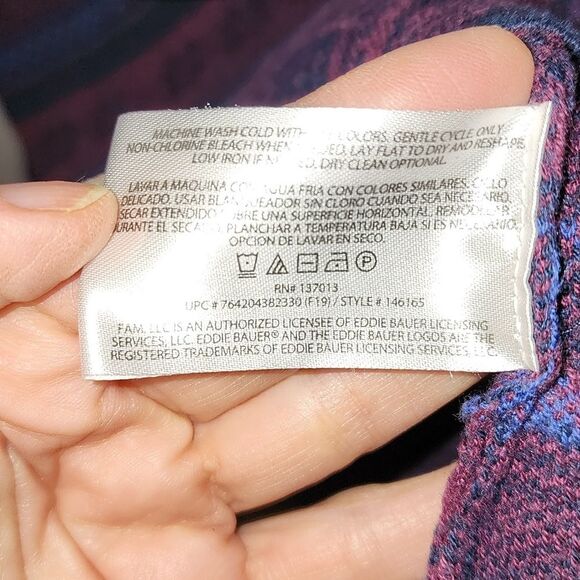 MACHINE WASH COLD WITH COLORS. GENTLE CYCLE ONLY
NON-CHLORINE BLEACH WHEN LAY FLAT TO DRY AND RESHAPE
LOW IRON IF DRY CLEAN OPTIONAL
LAVAR A MAQUINA CON AGUA FRIA CON COLORES SIMILARES. CICLO
DELICADO. USAR BLANQUEADOR SIN CLORO CUANDO SEA NECESARIO.
SECAR EXTENDIDO SOBRE UNA SUPERFICIE HORIZONTAL. REMOLDEAR
DURANTE EL SECADO. PLANCHAR A TEMPERATURA BAJA SI ES NECESARIO
OPCION DE LAVAR EN SECO.
RN# 137013
UPC # 764204382330 (F19) / STYLE # 146165
FAM, LLC IS AN AUTHORIZED LICENSEE OF EDDIE BAUER LICENSING
SERVICES, LLC. EDDIE BAUER® AND THE EDDIE BAUER LOGOS ARE THE
REGISTERED TRADEMARKS OF EDDIE BAUER LICENSING SERVICES, LLC.